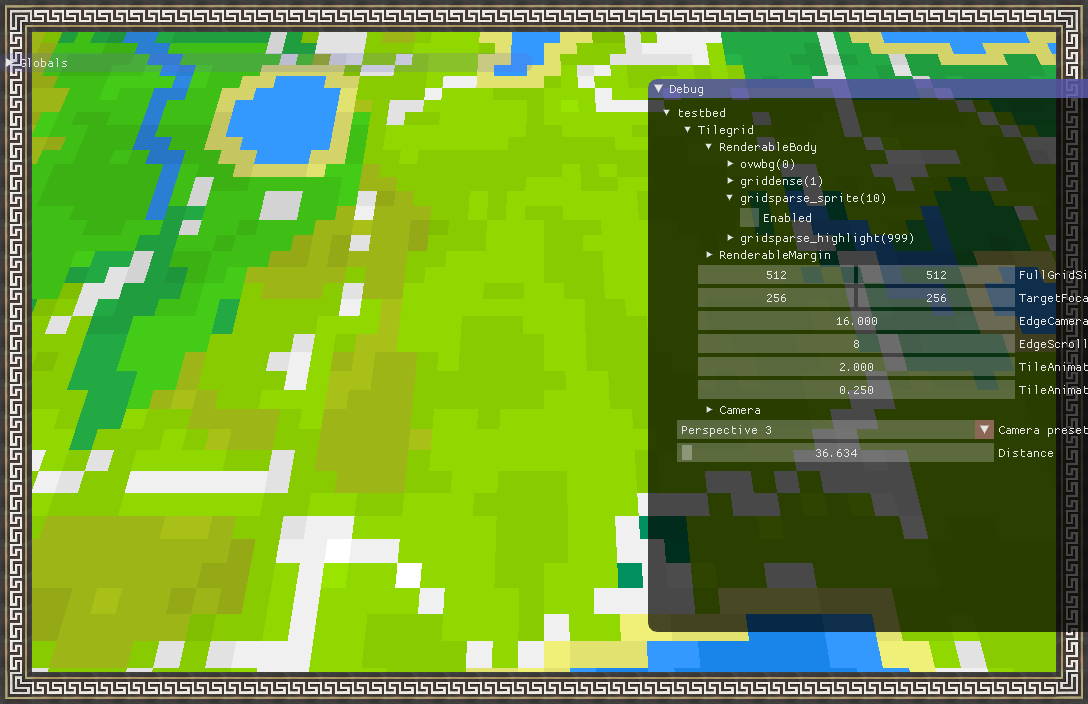 Globals
Debug
testbed
Tilegrid
RenderableBody
ovwbg(0)
griddense(1)
gridsparse_sprite(10)
Enabled
gridsparse_highlight(999)
RenderableMargin
512 512 FullGridSi
256 256 TargetFoca
16.000 EdgeCamera
8 EdgeScroll
2.000 TileAnimat
0.250 TileAnimat
Camera
Perspective 3 Camera preset
36.634 Distance